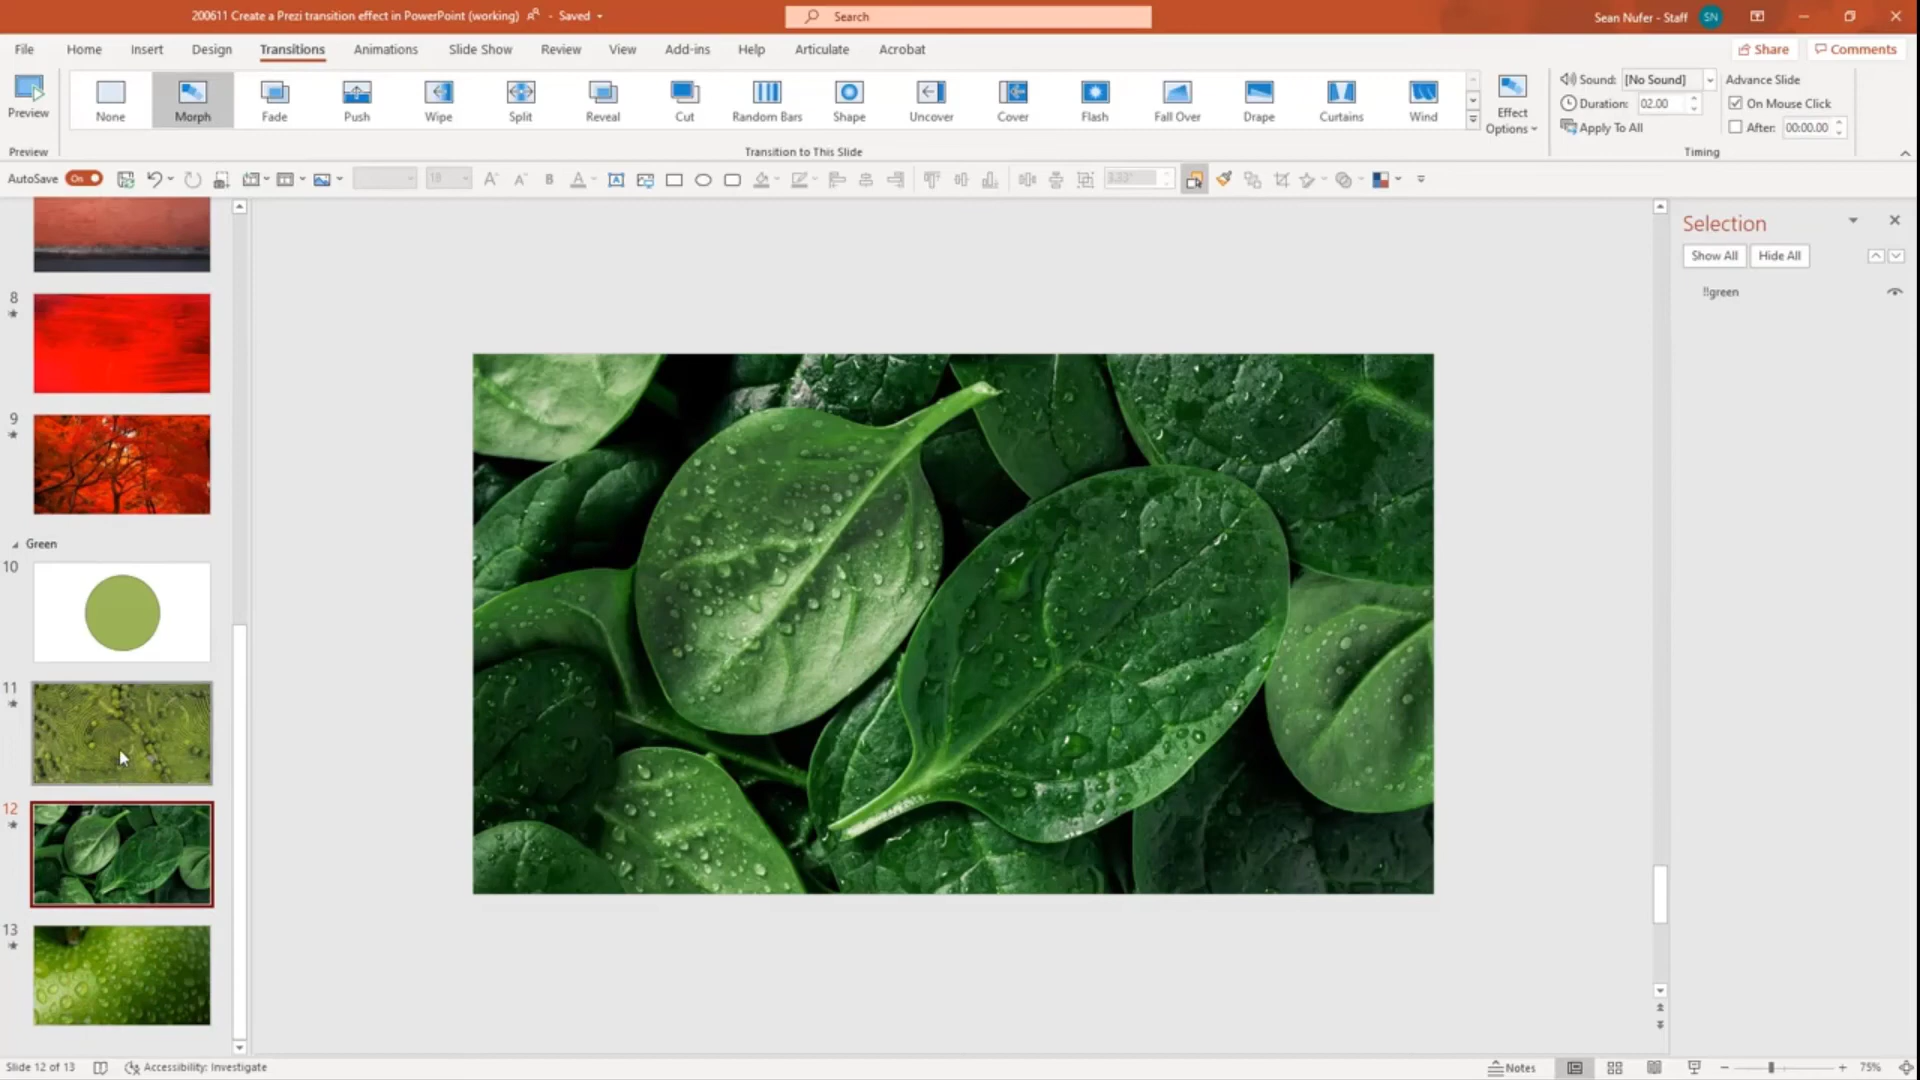 200611 Create a Prezi transition effect in PowerPoint (working) - Saved
Search
Sean Nufer - Staff SN
File Home Insert Design Transitions Animations Slide Show Review View Add-ins Help Articulate Acrobat
Share Comments
Preview
None Morph Fade Push Wipe Split Reveal Cut Random Bars Shape Uncover Cover Flash Fall Over Drape Curtains Wind
Effect
Options
Sound: [No Sound]
Duration: 02.00
Apply To All
Advance Slide
On Mouse Click
After: 00:00.00
Preview
Transition to This Slide
Timing
AutoSave On
18
3.33"
8
9
Green
10
11
12
13
Selection
Show All Hide All
!!green
Slide 12 of 13 Accessibility: Investigate
Notes
75%